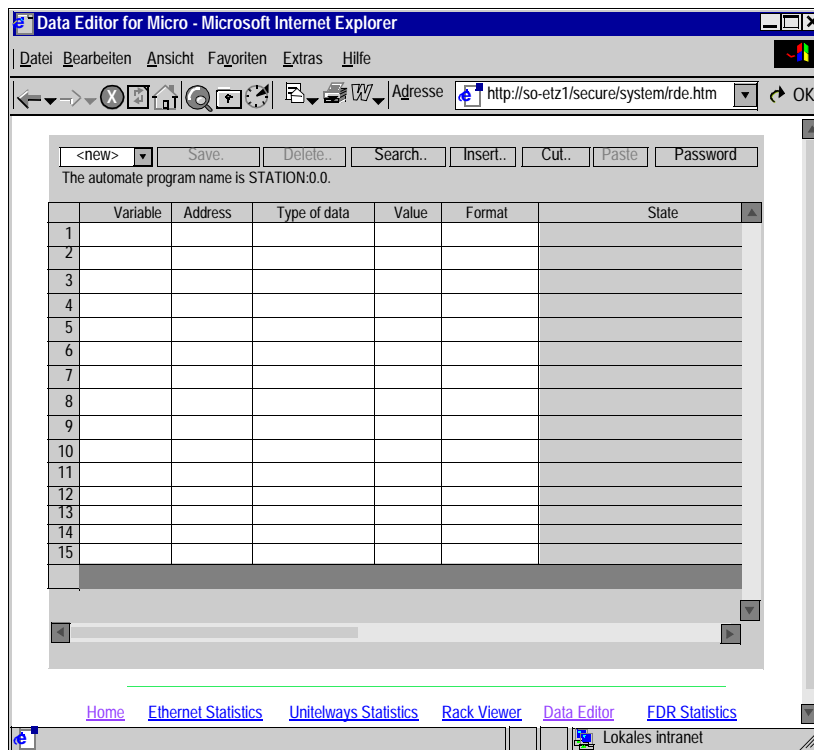 Data Editor for Micro - Microsoft Internet Explorer
Datei Bearbeiten Ansicht Favoriten Extras Hilfe
Adresse http://so-etz1/secure/system/rde.htm OK
<new> Save. Delete.. Search.. Insert.. Cut.. Paste Password
The automate program name is STATION:0.0.
Variable Address Type of data Value Format State
1
2
3
4
5
6
7
8
9
10
11
12
13
14
15
Home Ethernet Statistics Unitelways Statistics Rack Viewer Data Editor FDR Statistics
Lokales intranet